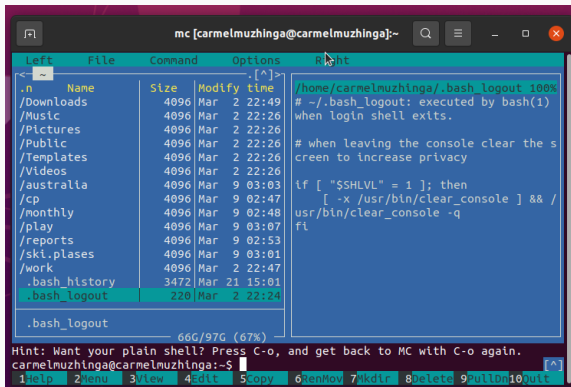 mc [carmelmuzhinga@carmelmuzhinga]:~
Left File Command Options Right
<- ~ .[^]>
.n Name Size Modify time
/Downloads 4096 Mar 2 22:49
/Music 4096 Mar 2 22:26
/Pictures 4096 Mar 2 22:26
/Public 4096 Mar 2 22:26
/Templates 4096 Mar 2 22:26
/Videos 4096 Mar 2 22:26
/australia 4096 Mar 9 03:03
/cp 4096 Mar 9 02:47
/monthly 4096 Mar 9 02:48
/play 4096 Mar 9 03:07
/reports 4096 Mar 9 02:53
/ski.plases 4096 Mar 9 03:01
/work 4096 Mar 2 22:47
.bash_history 3472 Mar 21 15:01
.bash_logout 220 Mar 2 22:24
.bash_logout
66G/97G (67%)
/home/carmelmuzhinga/.bash_logout 100%
# ~/.bash_logout: executed by bash(1)
when login shell exits.
# when leaving the console clear the s
creen to increase privacy
if [ "$SHLVL" = 1 ]; then
[ -x /usr/bin/clear_console ] && /
usr/bin/clear_console -q
fi
Hint: Want your plain shell? Press C-o, and get back to MC with C-o again.
carmelmuzhinga@carmelmuzhinga:~$ [^]
1Help 2Menu 3View 4Edit 5Copy 6RenMov 7Mkdir 8Delete 9PullDn 10Quit